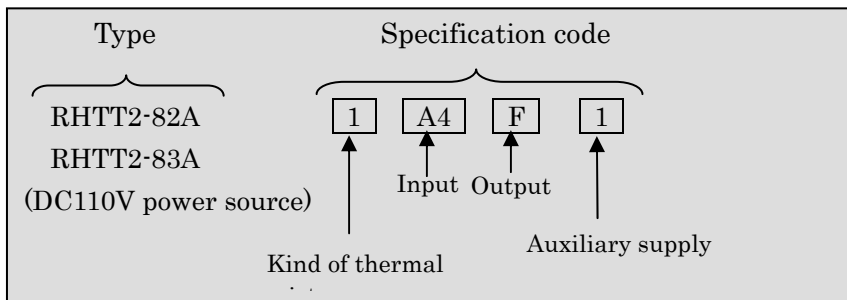 Type Specification code
RHTT2-82A 1 A4 F 1
RHTT2-83A
(DC110V power source)
Input Output
Auxiliary supply
Kind of thermal